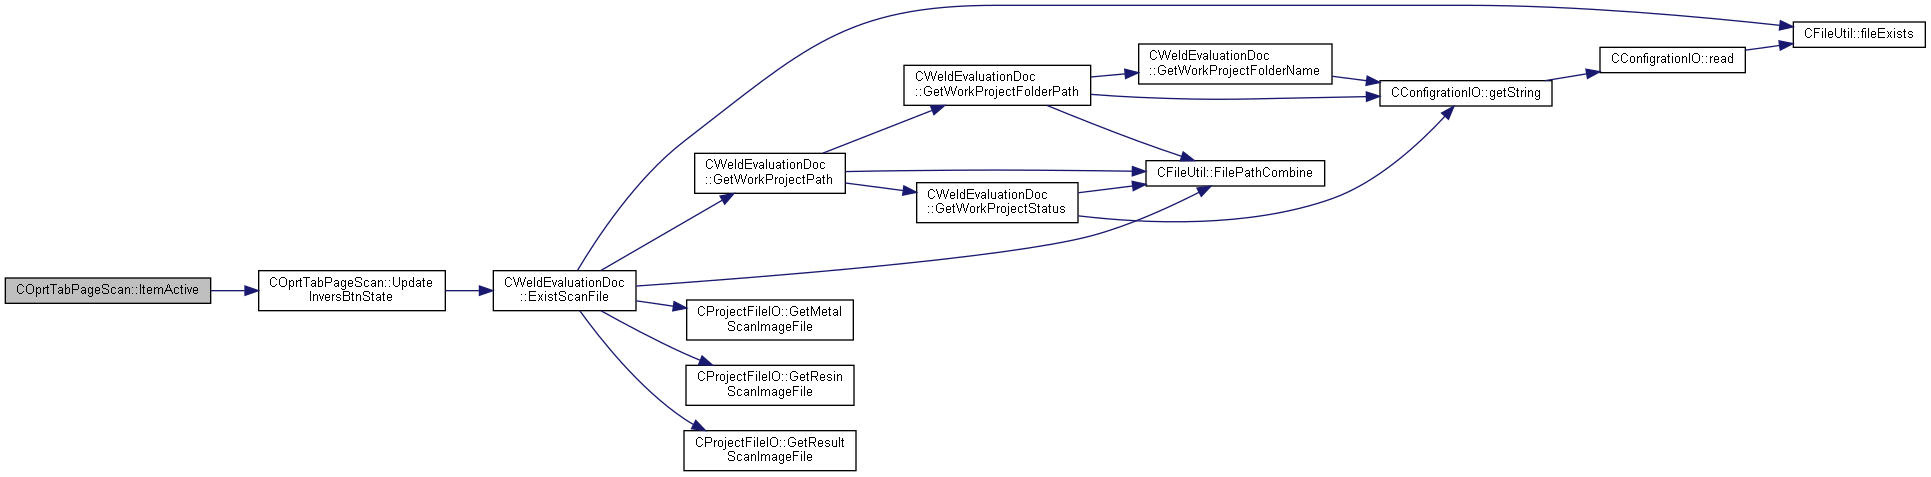 COprtTabPageScan::ItemActive
COprtTabPageScan::Update
InversBtnState
CWeldEvaluationDoc
::ExistScanFile
CWeldEvaluationDoc
::GetWorkProjectPath
CWeldEvaluationDoc
::GetWorkProjectFolderPath
CWeldEvaluationDoc
::GetWorkProjectFolderName
CConfigrationIO::getString
CConfigrationIO::read
CFileUtil::fileExists
CFileUtil::FilePathCombine
CWeldEvaluationDoc
::GetWorkProjectStatus
CProjectFileIO::GetMetal
ScanImageFile
CProjectFileIO::GetResin
ScanImageFile
CProjectFileIO::GetResult
ScanImageFile